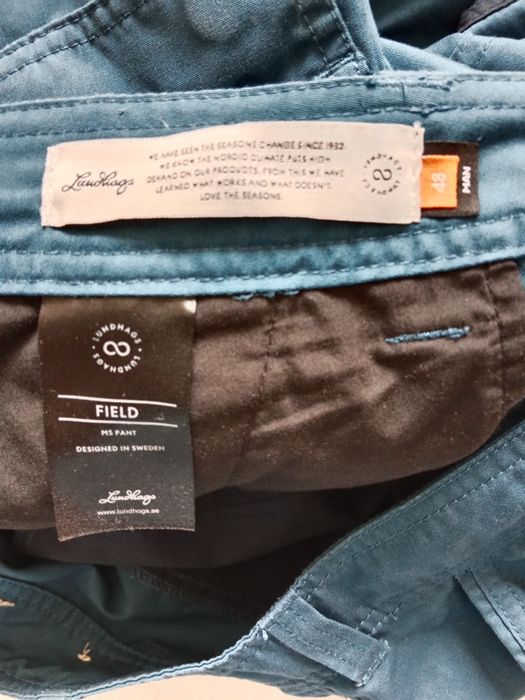 Lundhags
WE HAVE SEEN THE SEASONS CHANGE SINCE 1932.
WE KNOW THE NORDIC CLIMATE PUTS HIGH
DEMAND ON OUR PRODUCTS. FROM THIS WE HAVE
LEARNED WHAT WORKS AND WHAT DOESN'T.
LOVE THE SEASONS.
LUNDHAGS · LUNDHAGS ·
48
MAN
LUNDHAGS · LUNDHAGS ·
FIELD
MS PANT
DESIGNED IN SWEDEN
Lundhags
www.lundhags.se